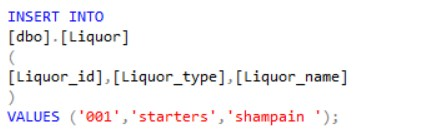 INSERT INTO
[dbo].[Liquor]
(
[Liquor_id],[Liquor_type],[Liquor_name]
)
VALUES ('001','starters','shampain ');